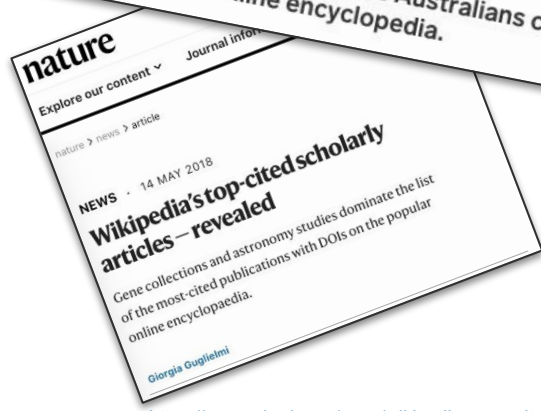 Australians
encyclopedia.
nature
Explore our content
Journal
nature > news > article
NEWS · 14 MAY 2018
Wikipedia's top-cited scholarly
articles — revealed
Gene collections and astronomy studies dominate the list
of the most-cited publications with DOIs on the popular
online encyclopaedia.
Giorgia Guglielmi